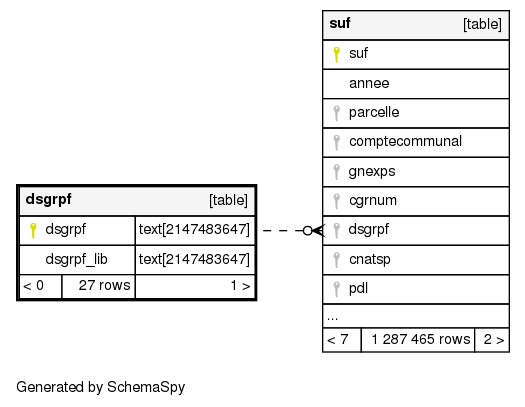 suf [table]
suf
annee
parcelle
comptecommunal
gnexps
cgrnum
dsgrpf
cnatsp
pdl
...
< 7 1 287 465 rows 2 >
dsgrpf [table]
dsgrpf text[2147483647]
dsgrpf_lib text[2147483647]
< 0 27 rows 1 >
Generated by SchemaSpy